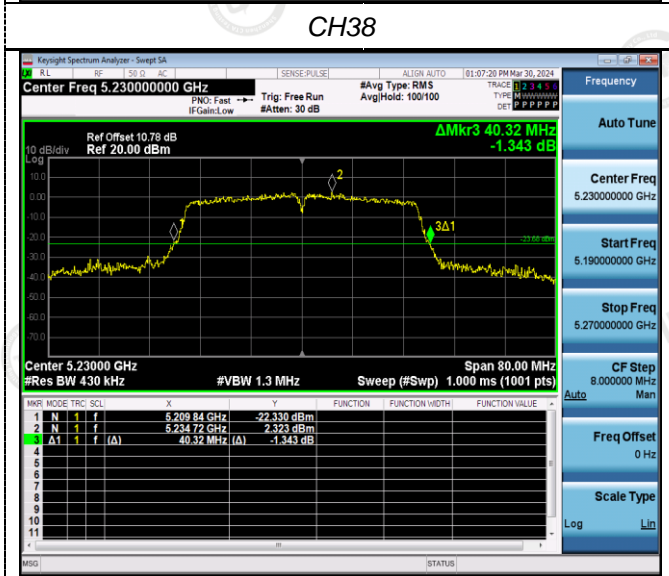 CH38
Keysight Spectrum Analyzer - Swept SA
RL RF 50 Ω AC SENSE:PULSE ALIGN AUTO 01:07:20 PM Mar 30, 2024
Center Freq 5.230000000 GHz
PNO: Fast
IFGain:Low
Trig: Free Run
#Atten: 30 dB
#Avg Type: RMS
Avg|Hold: 100/100
TRACE 1 2 3 4 5 6
TYPE M W W W W W
DET P P P P P P
Frequency
Ref Offset 10.78 dB
10 dB/div Ref 20.00 dBm
Log
ΔMkr3 40.32 MHz
-1.343 dB
10.0
0.00
-10.0
-20.0
-30.0
-40.0
-50.0
-60.0
-70.0
1
2
3Δ1
-23.68 dBm
Center 5.23000 GHz Span 80.00 MHz
#Res BW 430 kHz #VBW 1.3 MHz Sweep (#Swp) 1.000 ms (1001 pts)
MKR MODE TRC SCL X Y FUNCTION FUNCTION WIDTH FUNCTION VALUE
1 N 1 f 5.209 84 GHz -22.330 dBm
2 N 1 f 5.234 72 GHz 2.323 dBm
3 Δ1 1 f (Δ) 40.32 MHz (Δ) -1.343 dB
4
5
6
7
8
9
10
11
Auto Tune
Center Freq
5.230000000 GHz
Start Freq
5.190000000 GHz
Stop Freq
5.270000000 GHz
CF Step
8.000000 MHz
Auto Man
Freq Offset
0 Hz
Scale Type
Log Lin
MSG STATUS